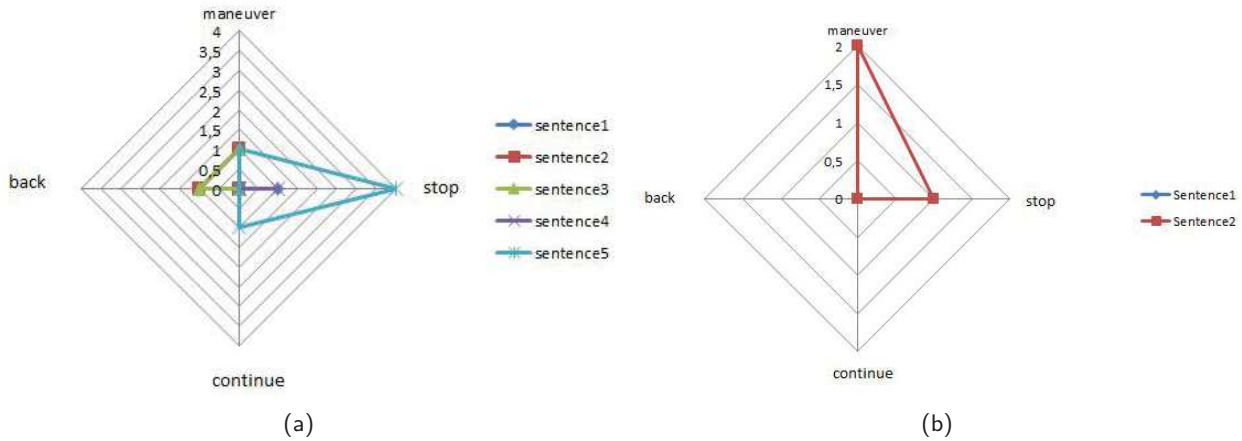 maneuver
4
3,5
3
2,5
2
1,5
1
0,5
0
back
stop
continue
sentence1
sentence2
sentence3
sentence4
sentence5
(a)
maneuver
2
1,5
1
0,5
0
back
stop
continue
Sentence1
Sentence2
(b)